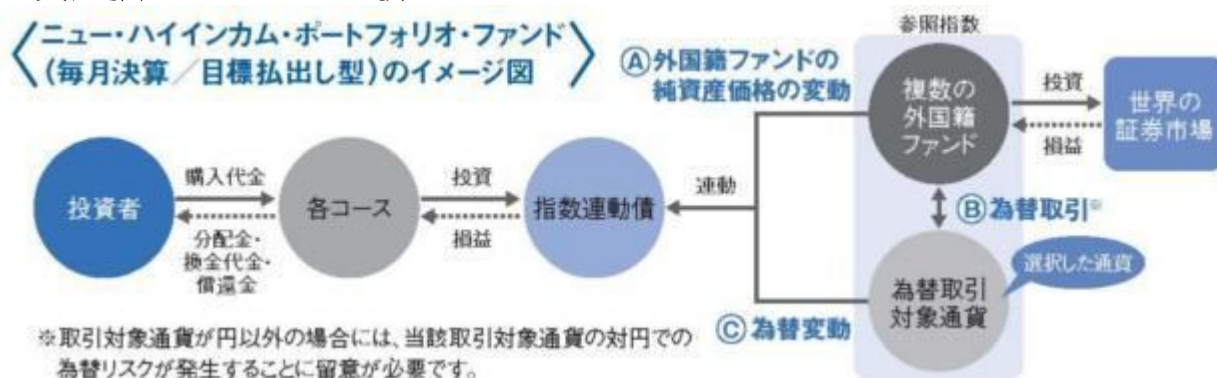 ニュー・ハイインカム・ポートフォリオ・ファンド
(毎月決算／目標払出し型)のイメージ図
参照指数
Ⓐ外国籍ファンドの
純資産価格の変動
複数の
外国籍
ファンド
投資
損益
世界の
証券市場
投資者
購入代金
分配金・
換金代金・
償還金
各コース
投資
損益
指数連動債
連動
Ⓑ為替取引※
選択した通貨
為替取引
対象通貨
Ⓒ為替変動
※取引対象通貨が円以外の場合には、当該取引対象通貨の対円での
為替リスクが発生することに留意が必要です。